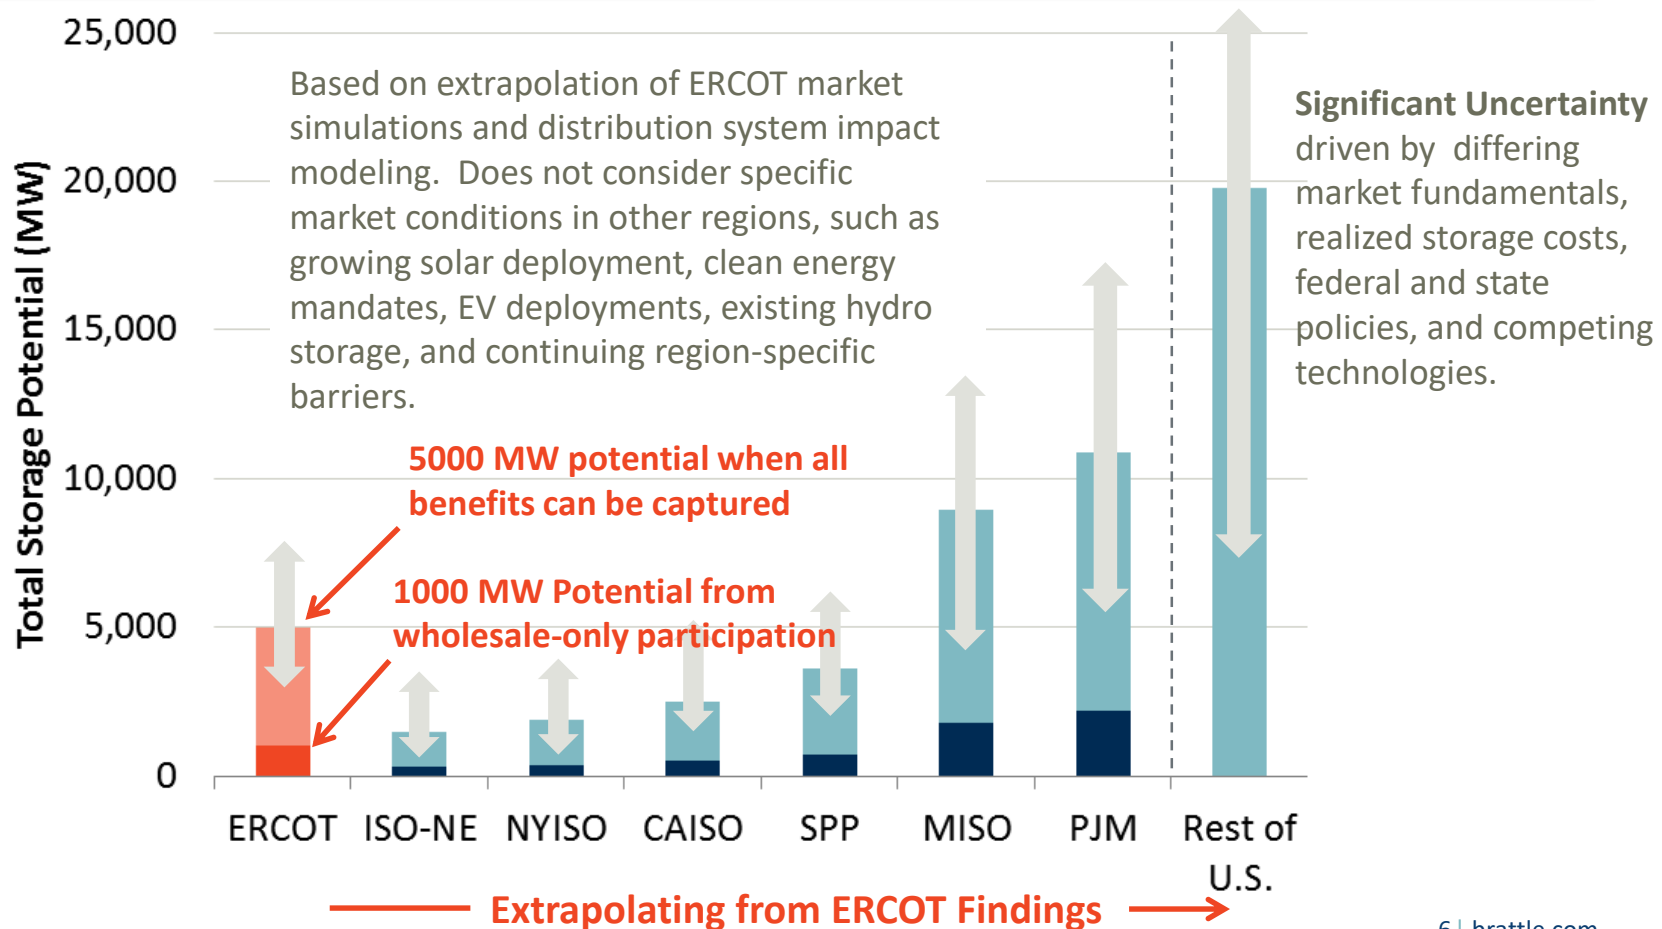 25,000
20,000
15,000
10,000
5,000
0
Total Storage Potential (MW)
Based on extrapolation of ERCOT market
simulations and distribution system impact
modeling.  Does not consider specific
market conditions in other regions, such as
growing solar deployment, clean energy
mandates, EV deployments, existing hydro
storage, and continuing region-specific
barriers.
Significant Uncertainty
driven by  differing
market fundamentals,
realized storage costs,
federal and state
policies, and competing
technologies.
5000 MW potential when all
benefits can be captured
1000 MW Potential from
wholesale-only participation
ERCOT
ISO-NE
NYISO
CAISO
SPP
MISO
PJM
Rest of
U.S.
Extrapolating from ERCOT Findings
6| brattle.com